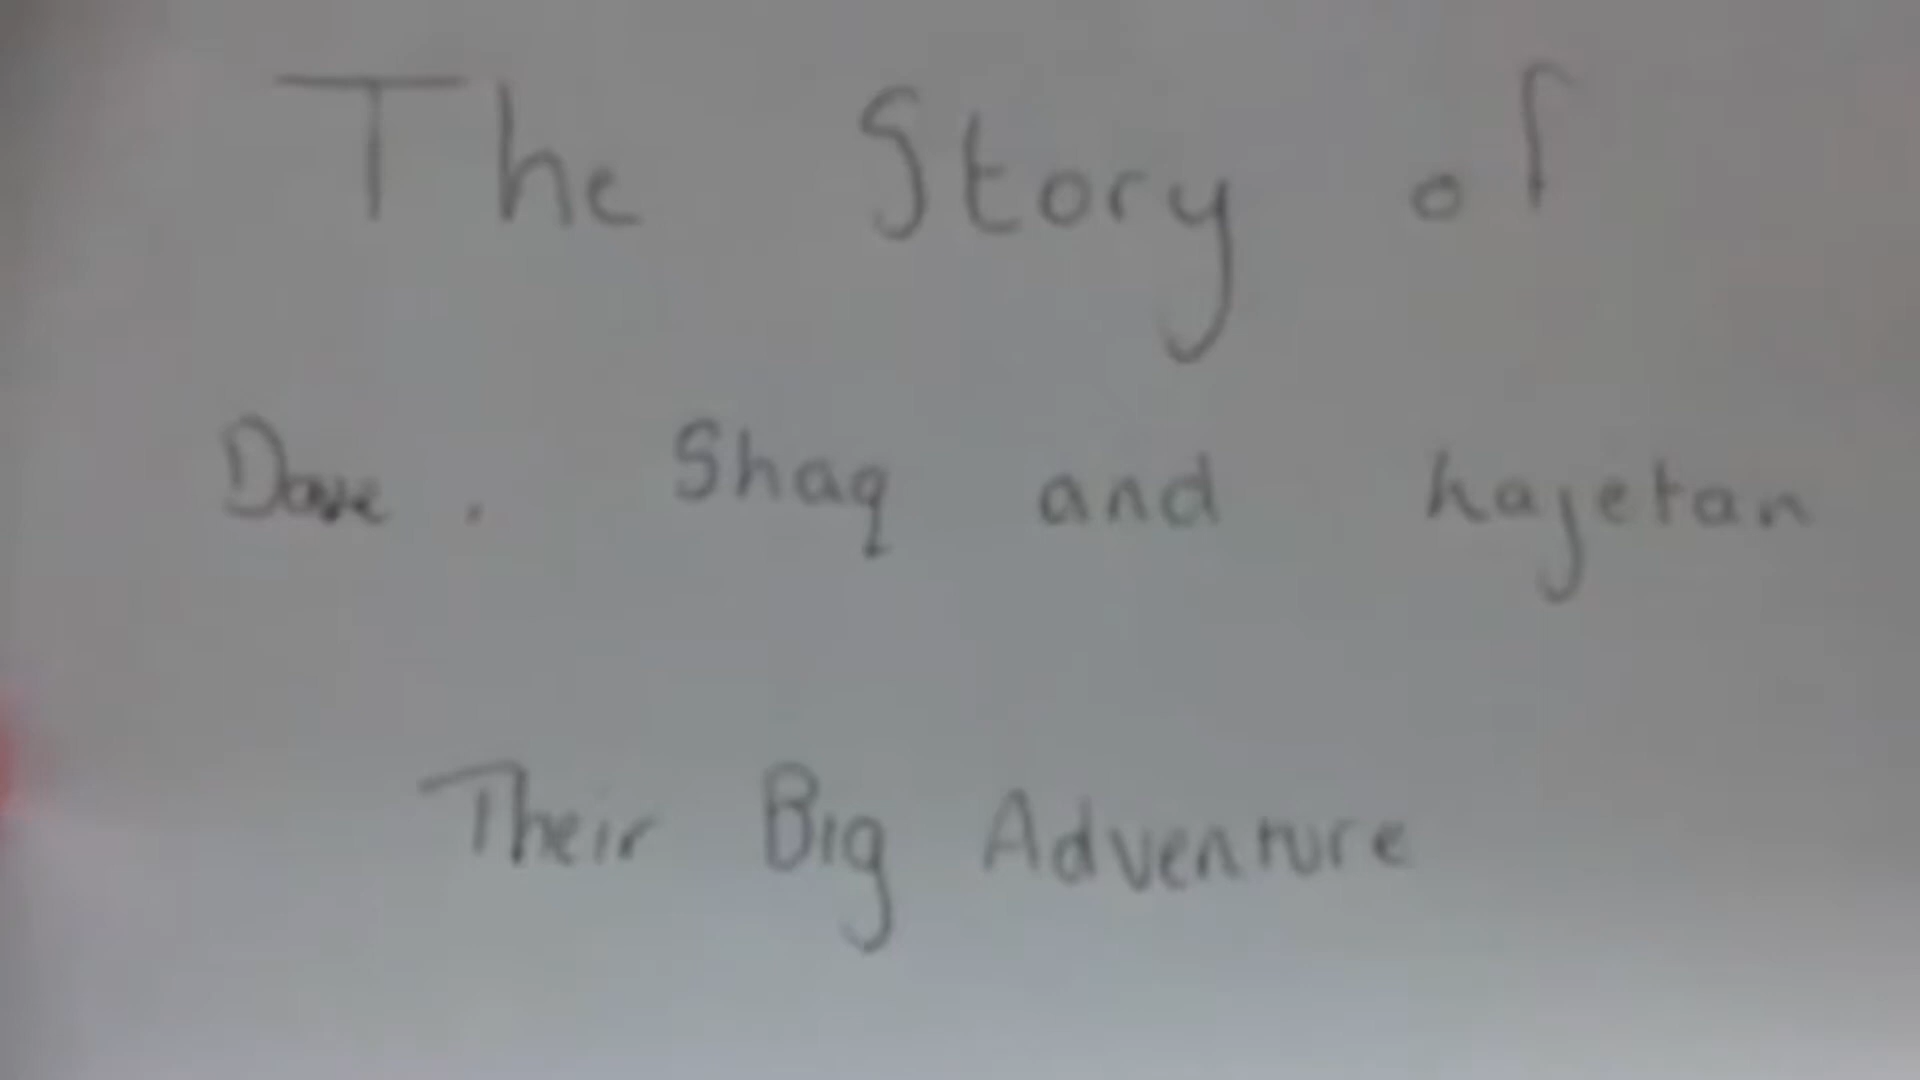 The Story of
Dave, Shaq and kajetan
Their Big Adventure